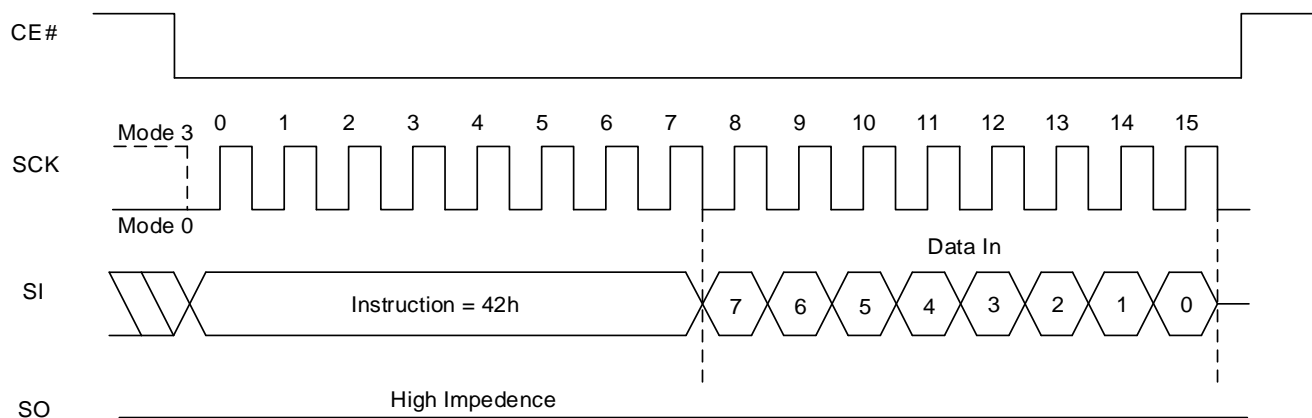 CE#
Mode 3
0 1 2 3 4 5 6 7 8 9 10 11 12 13 14 15
SCK
Mode 0
Data In
SI
Instruction = 42h
7 6 5 4 3 2 1 0
High Impedence
SO